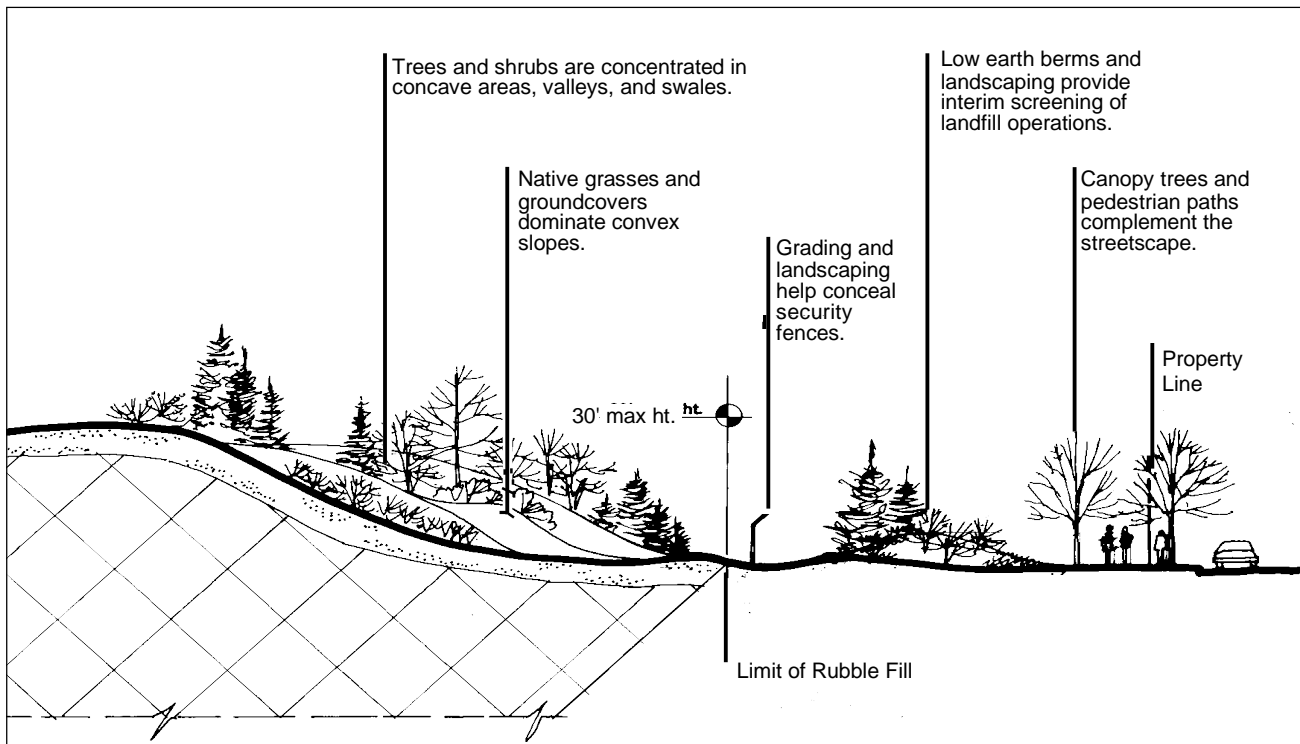 Trees and shrubs are concentrated in
concave areas, valleys, and swales.
Low earth berms and
landscaping provide
interim screening of
landfill operations.
Native grasses and
groundcovers
dominate convex
slopes.
Canopy trees and
pedestrian paths
complement the
streetscape.
Grading and
landscaping
help conceal
security
fences.
Property
Line
30' max ht. ht.
Limit of Rubble Fill